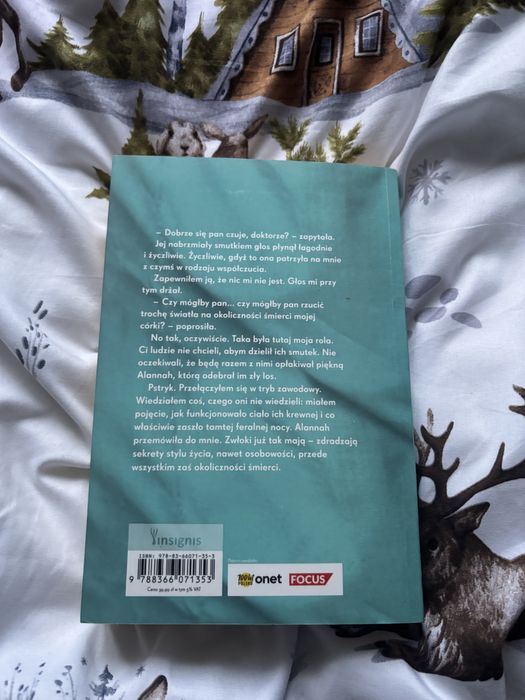 – Dobrze się pan czuje, doktorze? – zapytała.
Jej nabrzmiały smutkiem głos płynął łagodnie
i życzliwie. Życzliwie, gdyż to ona patrzyła na mnie
z czymś w rodzaju współczucia.
Zapewniłem ją, że nic mi nie jest. Głos mi przy
tym drżał.
– Czy mógłby pan... czy mógłby pan rzucić
trochę światła na okoliczności śmierci mojej
córki? – poprosiła.
No tak, oczywiście. Taka była tutaj moja rola.
Ci ludzie nie chcieli, abym dzielił ich smutek. Nie
oczekiwali, że będę razem z nimi opłakiwał piękną
Alannah, którą odebrał im zły los.
Pstryk. Przełączyłem się w tryb zawodowy.
Wiedziałem coś, czego oni nie wiedzieli: miałem
pojęcie, jak funkcjonowało ciało ich krewnej i co
właściwie zaszło tamtej feralnej nocy. Alannah
przemówiła do mnie. Zwłoki już tak mają – zdradzają
sekrety stylu życia, nawet osobowości, przede
wszystkim zaś okoliczności śmierci.
insignis
ISBN: 978-83-66071-35-3
9 788366 071353
Cena 39,99 zł w tym 5% VAT
onet
FOCUS